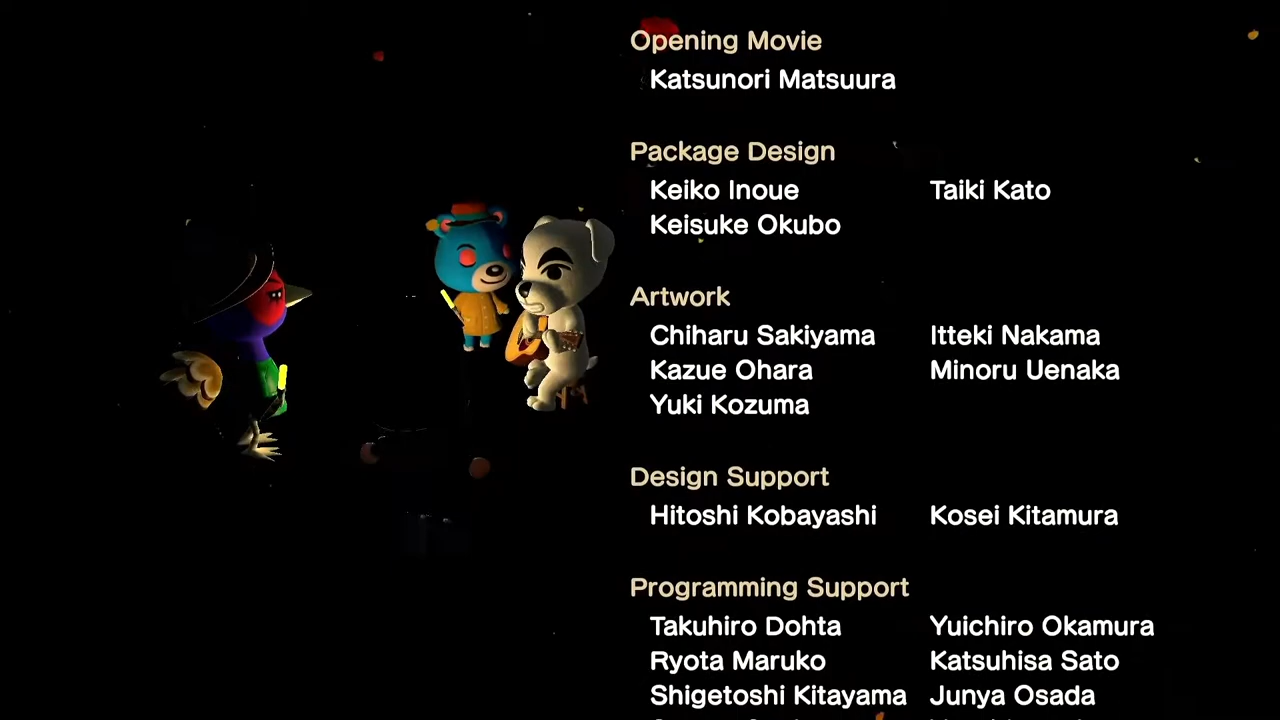 Opening Movie
Katsunori Matsuura
Package Design
Keiko Inoue Taiki Kato
Keisuke Okubo
Artwork
Chiharu Sakiyama Itteki Nakama
Kazue Ohara Minoru Uenaka
Yuki Kozuma
Design Support
Hitoshi Kobayashi Kosei Kitamura
Programming Support
Takuhiro Dohta Yuichiro Okamura
Ryota Maruko Katsuhisa Sato
Shigetoshi Kitayama Junya Osada